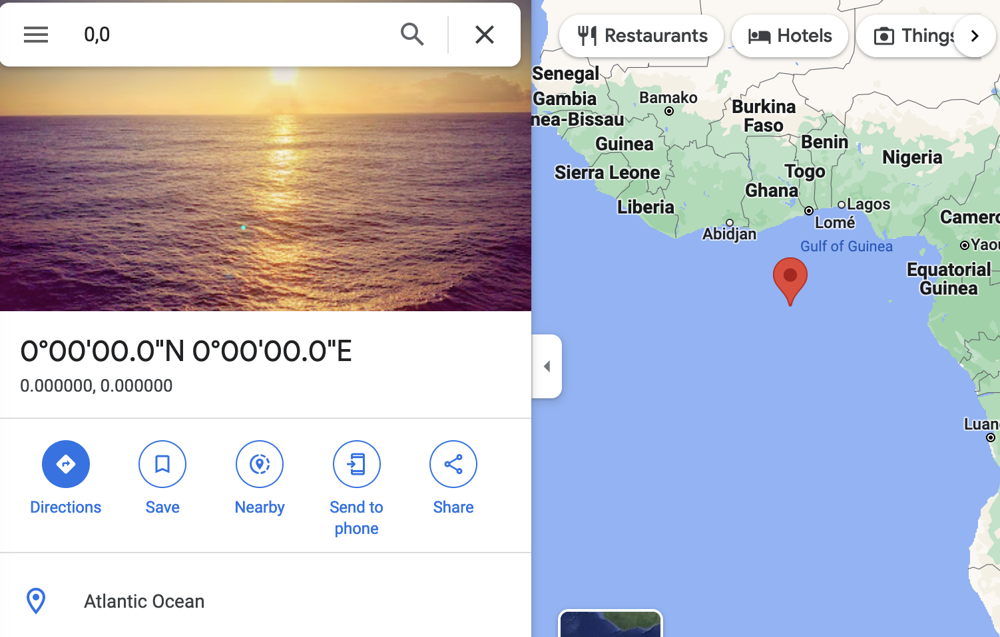 0,0
0°00'00.0"N 0°00'00.0"E
0.000000, 0.000000
Directions
Save
Nearby
Send to
phone
Share
Atlantic Ocean
Restaurants
Hotels
Things
Senegal
Gambia
nea-Bissau
Bamako
Burkina
Faso
Guinea
Benin
Nigeria
Sierra Leone
Togo
Ghana
Liberia
Lagos
Lomé
Camero
Abidjan
Gulf of Guinea
Yaou
Equatorial
Guinea
Luan